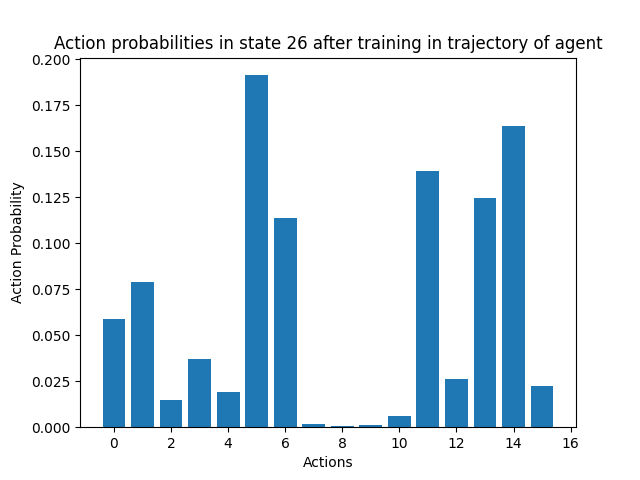 Action probabilities in state 26 after training in trajectory of agent
0.200
0.175
0.150
0.125
0.100
0.075
0.050
0.025
0.000
Action Probability
0 2 4 6 8 10 12 14 16
Actions